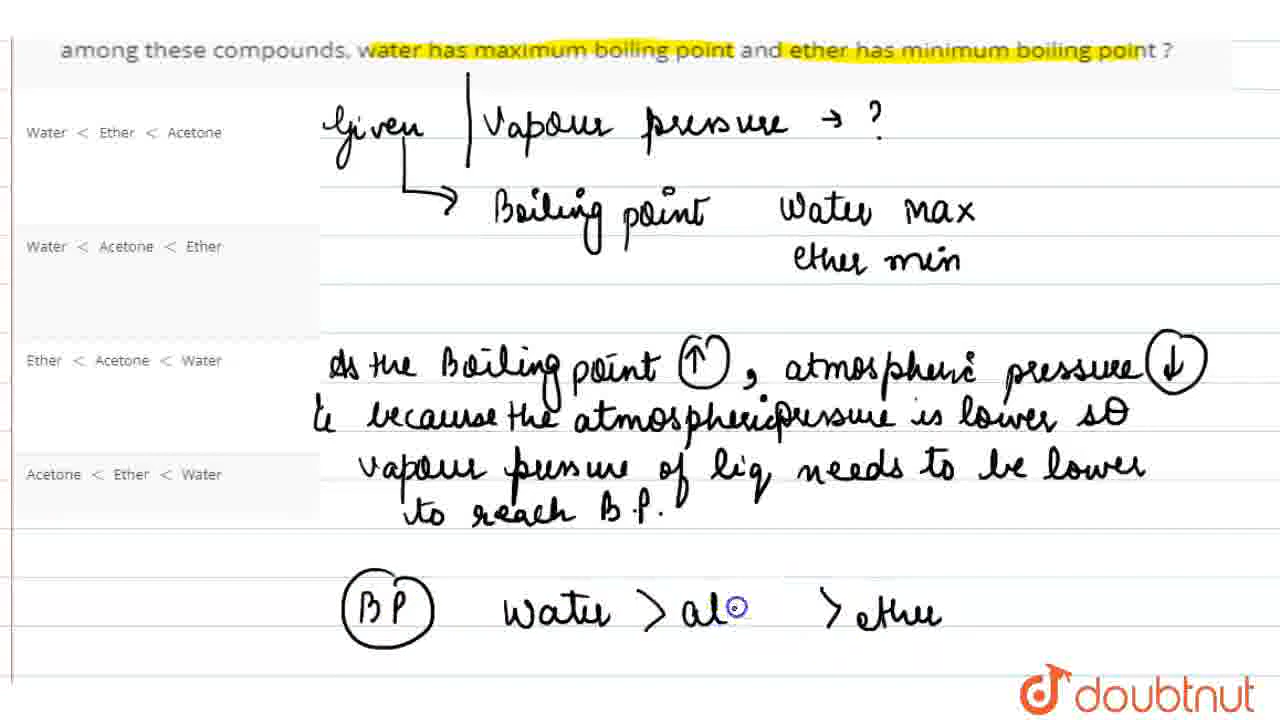 among these compounds, water has maximum boiling point and ether has minimum boiling point ?
Water < Ether < Acetone
Given | Vapour pressure → ?
Boiling point Water max
ether min
Water < Acetone < Ether
As the Boiling point ↑ , atmospheric pressure ↓
Ether < Acetone < Water
because the atmospheric pressure is lower so
vapour pressure of liq needs to be lower
Acetone < Ether < Water
to reach B.P.
BP Water > al > ether
doubtnut